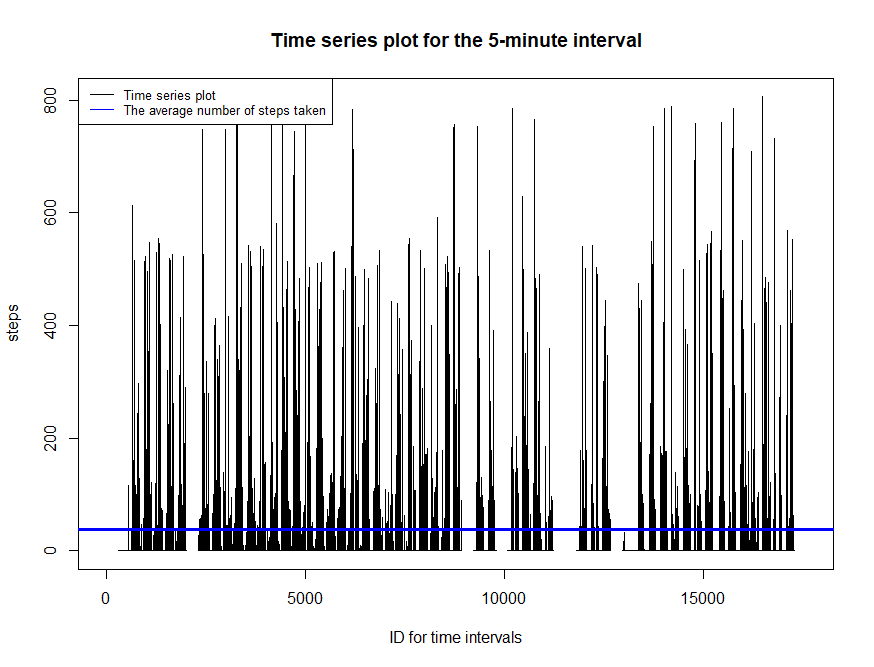 Time series plot for the 5-minute interval
Time series plot
The average number of steps taken
800
600
400
200
0
steps
0 5000 10000 15000
ID for time intervals